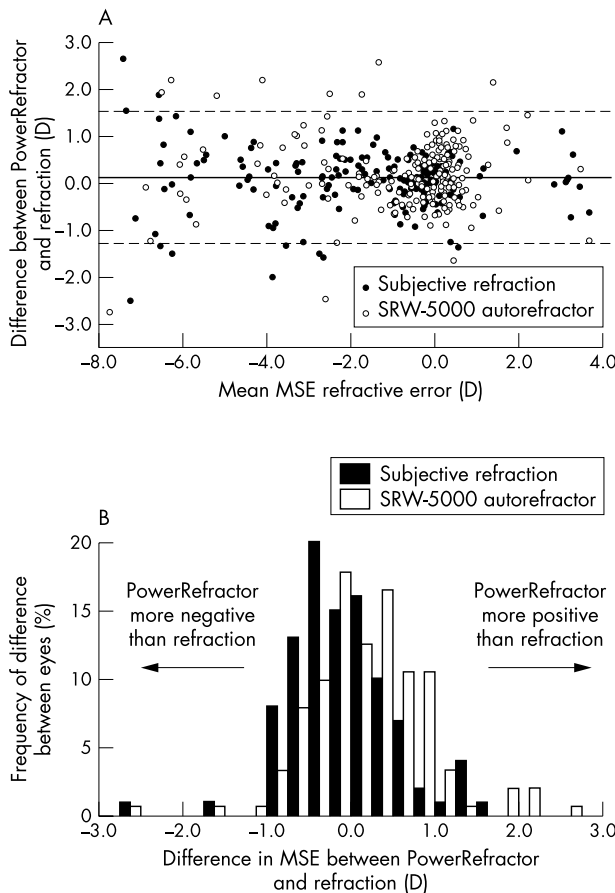 A
3.0
2.0
1.0
0.0
–1.0
–2.0
–3.0
Difference between PowerRefractor
and refraction (D)
Subjective refraction
SRW-5000 autorefractor
–8.0 –6.0 –4.0 –2.0 0.0 2.0 4.0
Mean MSE refractive error (D)
Subjective refraction
SRW-5000 autorefractor
B
20
15
10
5
0
Frequency of difference
between eyes (%)
PowerRefractor
more negative
than refraction
PowerRefractor
more positive
than refraction
–3.0 –2.0 –1.0 0.0 1.0 2.0 3.0
Difference in MSE between PowerRefractor
and refraction (D)